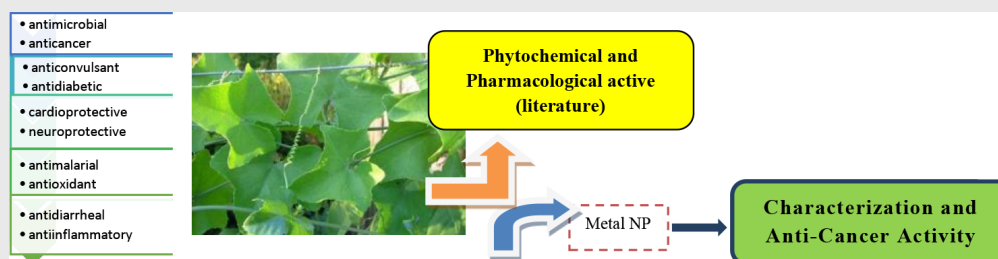 • antimicrobial
• anticancer
• anticonvulsant
• antidiabetic
• cardioprotective
• neuroprotective
• antimalarial
• antioxidant
• antidiarrheal
• antiinflammatory
Phytochemical and
Pharmacological active
(literature)
Metal NP
Characterization and
Anti-Cancer Activity